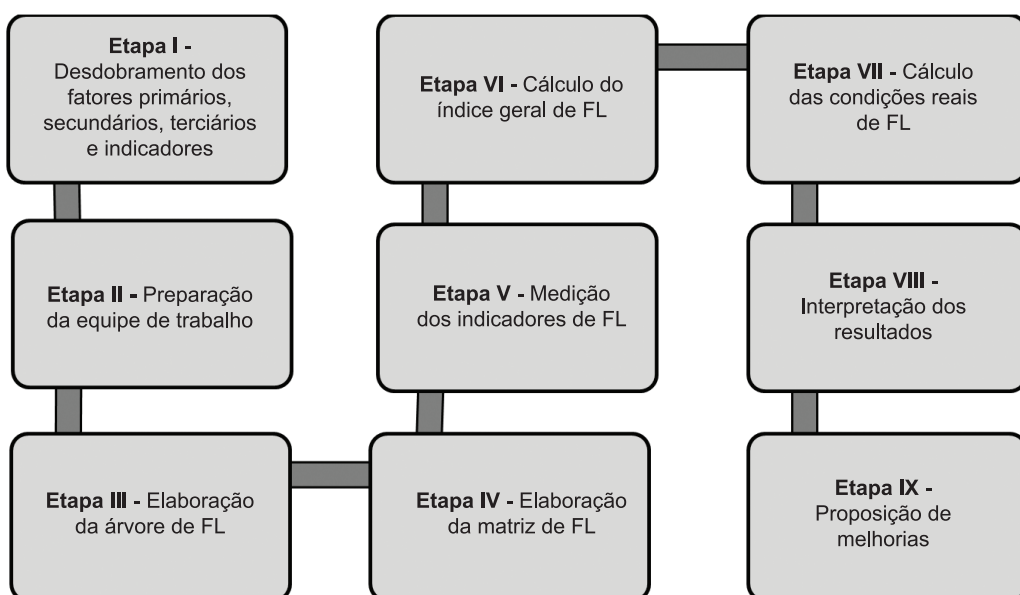 Etapa I -
Desdobramento dos
fatores primários,
secundários, terciários
e indicadores
Etapa II - Preparação
da equipe de trabalho
Etapa III - Elaboração
da árvore de FL
Etapa IV - Elaboração
da matriz de FL
Etapa V - Medição
dos indicadores de FL
Etapa VI - Cálculo do
índice geral de FL
Etapa VII - Cálculo
das condições reais
de FL
Etapa VIII -
Interpretação dos
resultados
Etapa IX -
Proposição de
melhorias